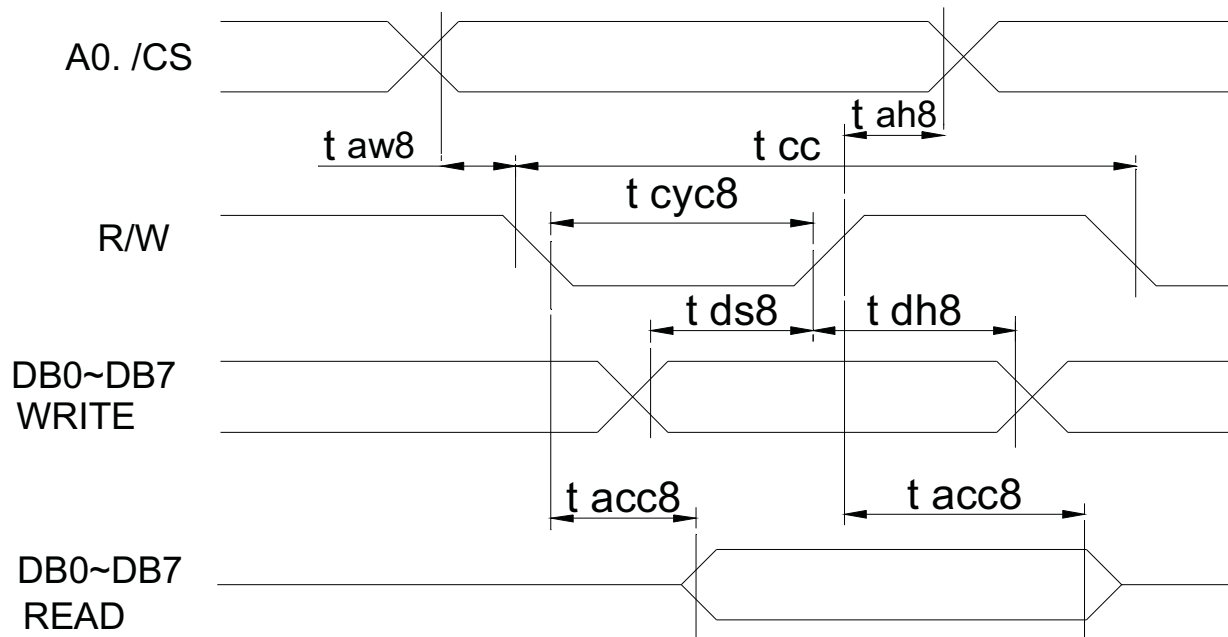 A0. /CS
t ah8
t aw8
t cc
t cyc8
R/W
t ds8
t dh8
DB0~DB7
WRITE
t acc8
t acc8
DB0~DB7
READ